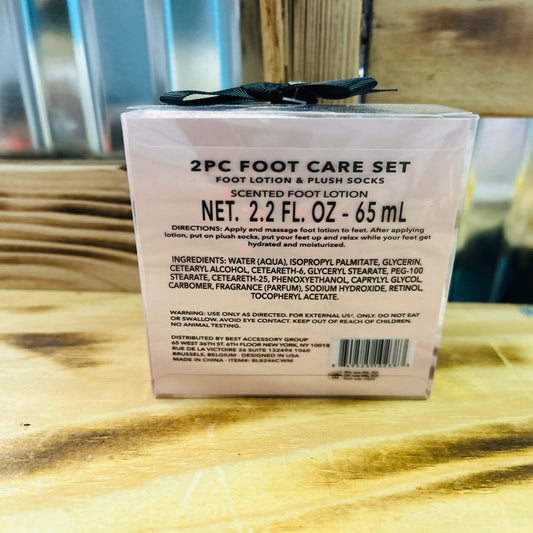 2PC FOOT CARE SET
FOOT LOTION & PLUSH SOCKS
SCENTED FOOT LOTION
NET. 2.2 FL. OZ - 65 mL
DIRECTIONS: Apply and massage foot lotion to feet. After applying
lotion, put on plush socks, put your feet up and relax while your feet get
hydrated and moisturized.
INGREDIENTS: WATER (AQUA), ISOPROPYL PALMITATE, GLYCERIN,
CETEARYL ALCOHOL, CETEARETH-6, GLYCERYL STEARATE, PEG-100
STEARATE, CETEARETH-25, PHENOXYETHANOL, CAPRYLYL GLYCOL,
CARBOMER, FRAGRANCE (PARFUM), SODIUM HYDROXIDE, RETINOL,
TOCOPHERYL ACETATE.
WARNING: USE ONLY AS DIRECTED. FOR EXTERNAL USE. ONLY. DO NOT EAT
OR SWALLOW. AVOID EYE CONTACT. KEEP OUT OF REACH OF CHILDREN.
NO ANIMAL TESTING.
DISTRIBUTED BY BEST ACCESSORY GROUP
65 WEST 36TH ST. 6TH FLOOR NEW YORK, NY 10018
RUE DE LA VICTOIRE 26 SUITE 132494 1060
BRUSSELS, BELGIUM - DESIGNED IN USA
MADE IN CHINA - ITEM#: BL8246CWM